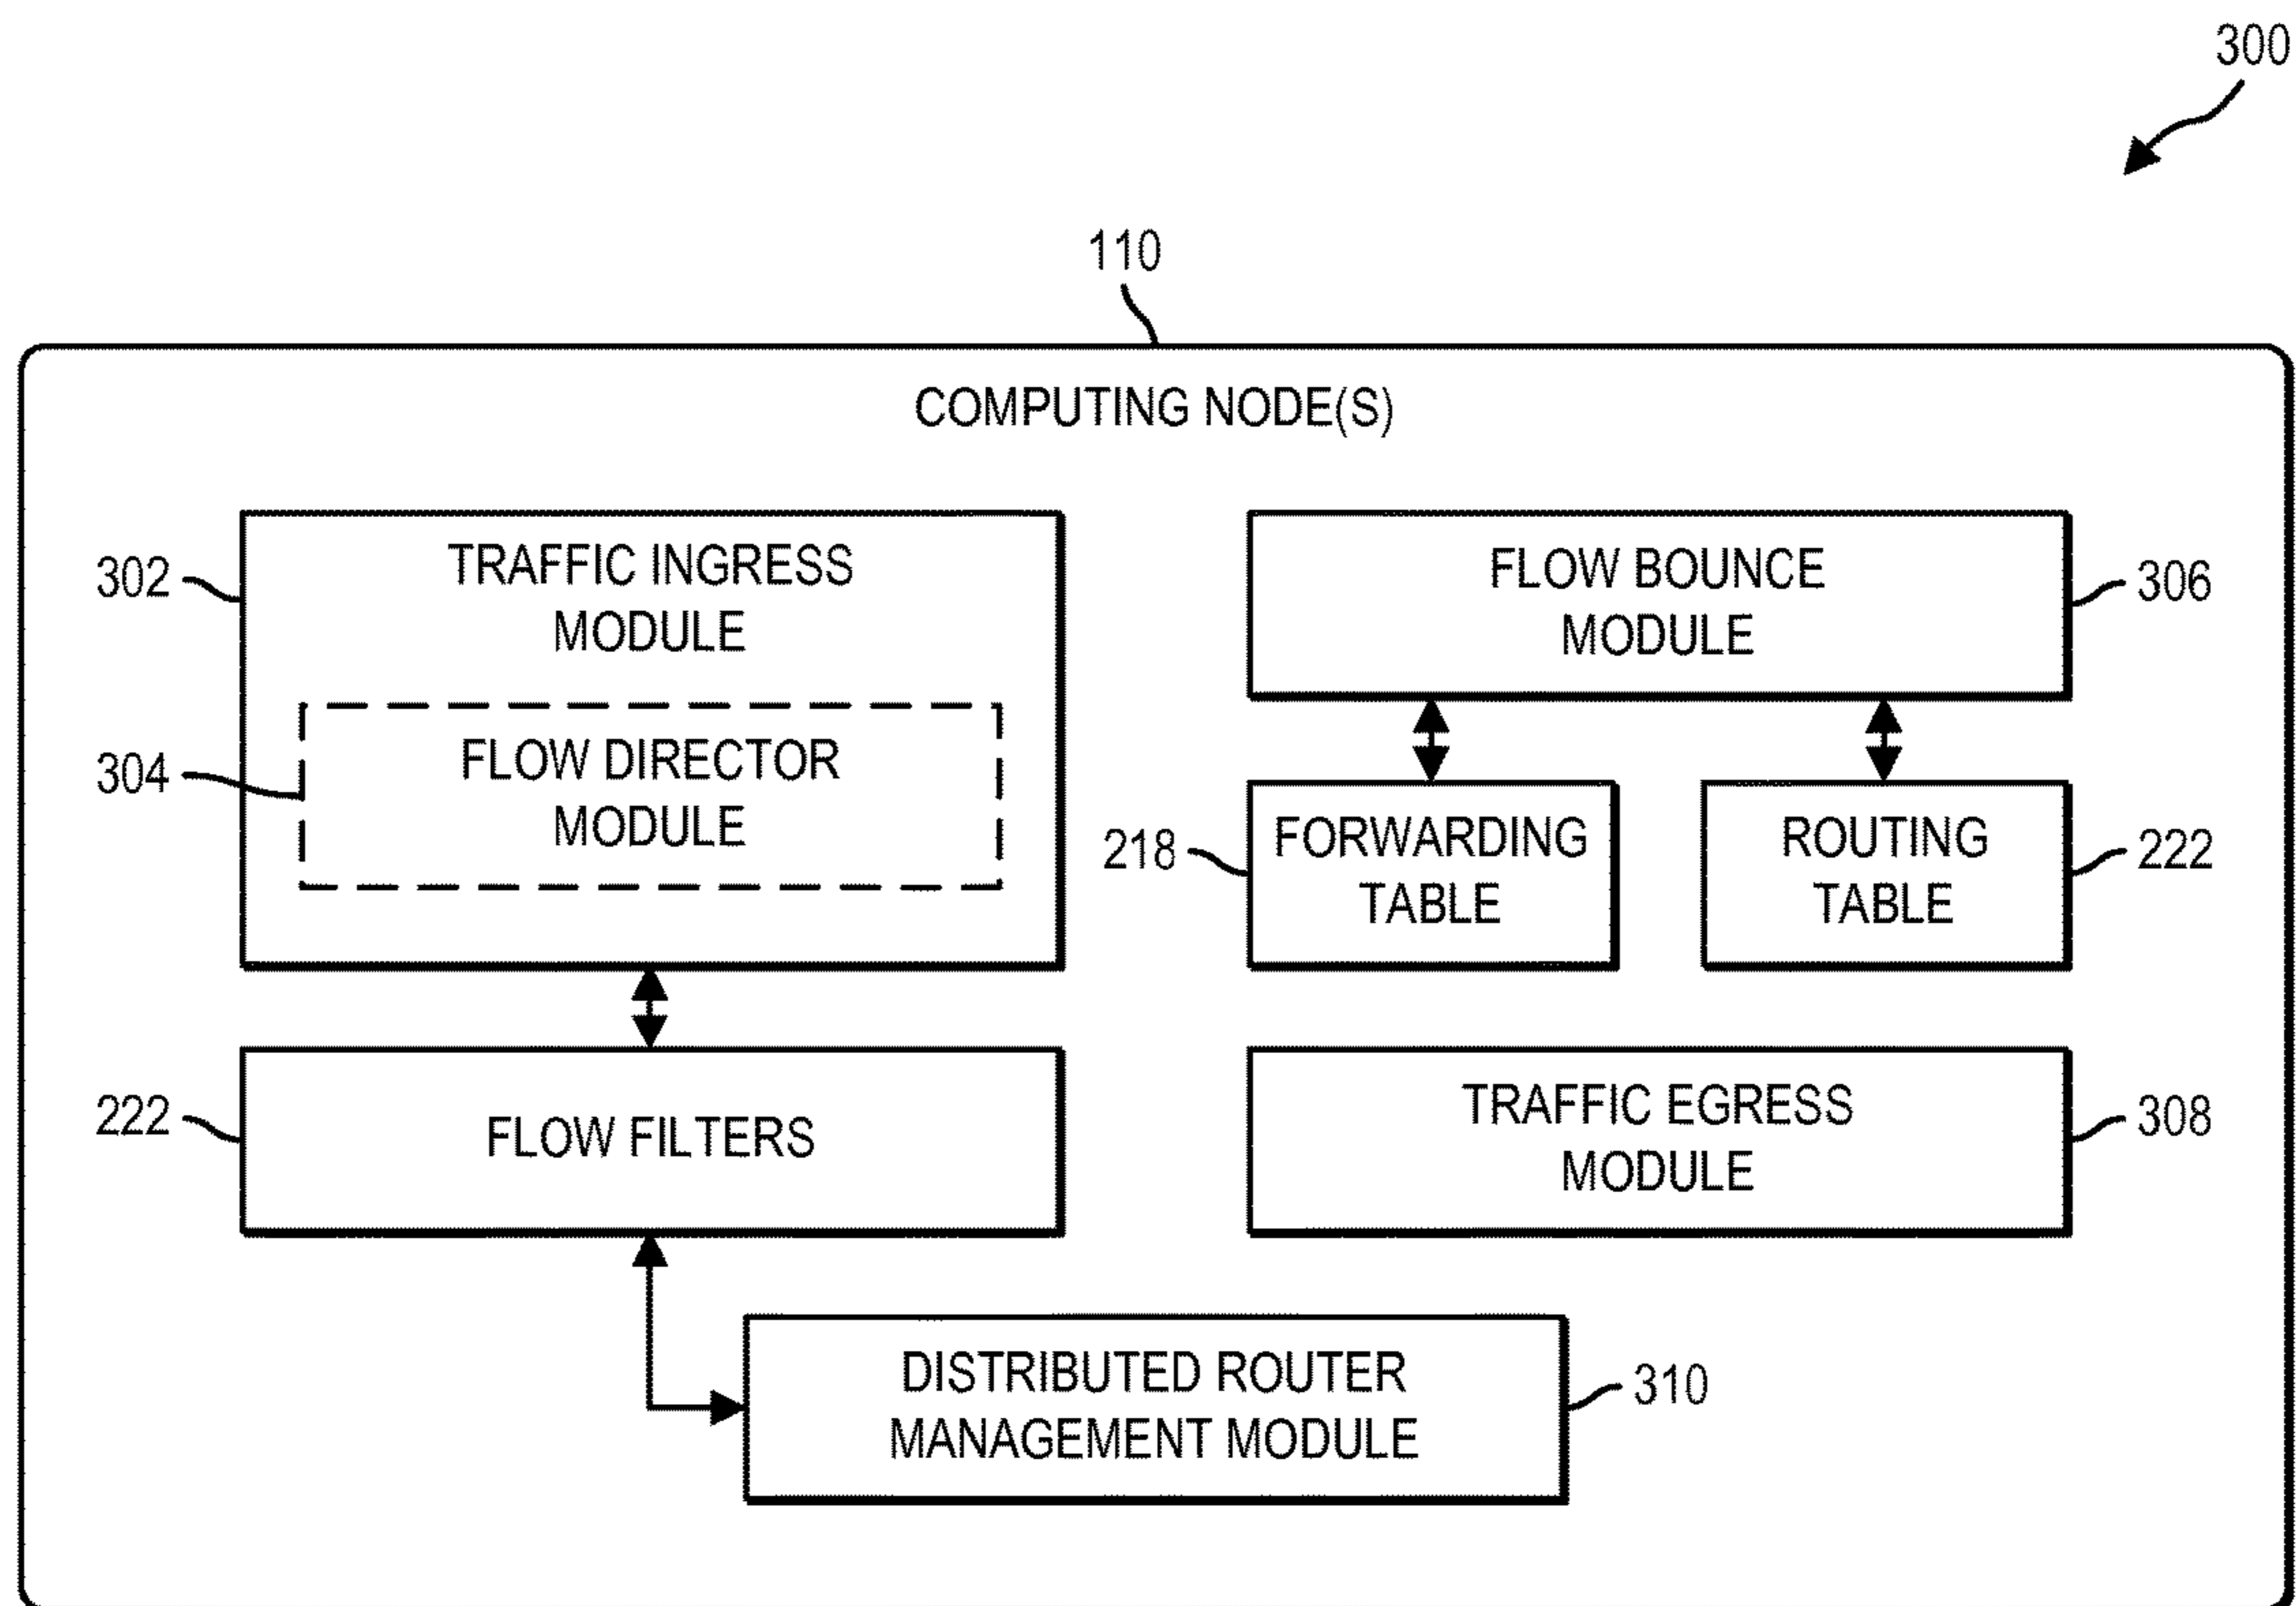 300
110
COMPUTING NODE(S)
302
TRAFFIC INGRESS
MODULE
304
FLOW DIRECTOR
MODULE
FLOW BOUNCE
MODULE
306
218
FORWARDING
TABLE
ROUTING
TABLE
222
222
FLOW FILTERS
TRAFFIC EGRESS
MODULE
308
DISTRIBUTED ROUTER
MANAGEMENT MODULE
310